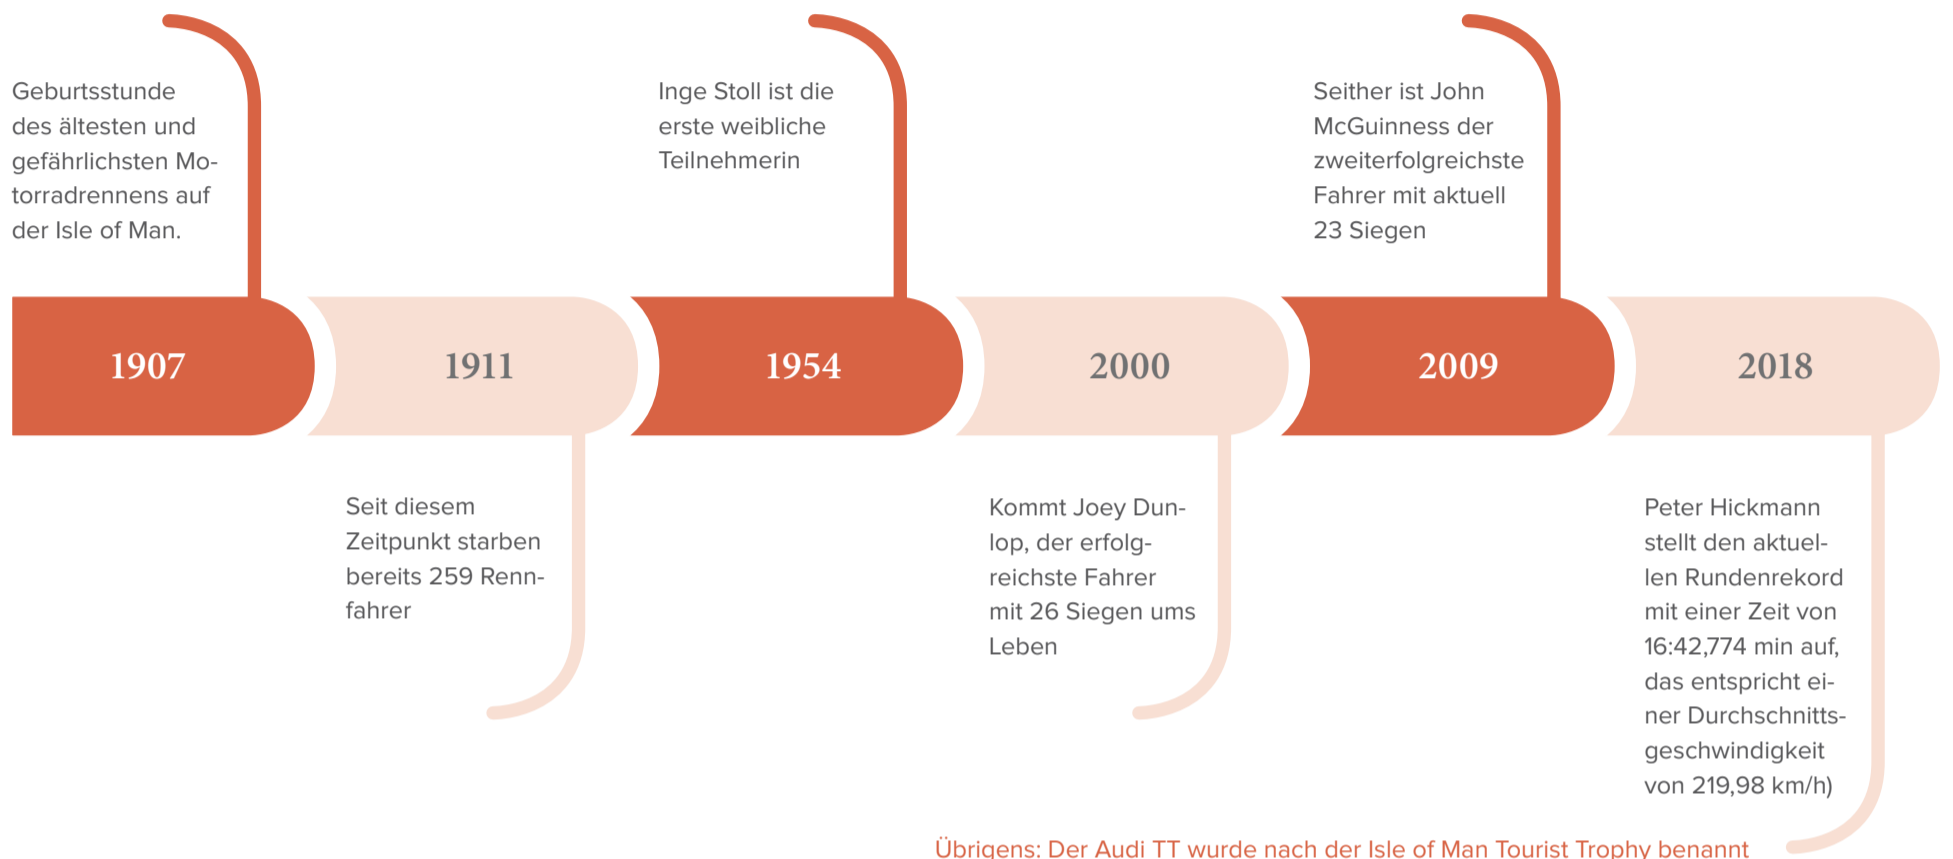 Geburtsstunde
des ältesten und
gefährlichsten Mo-
torradrennens auf
der Isle of Man.
Inge Stoll ist die
erste weibliche
Teilnehmerin
Seither ist John
McGuinness der
zweiterfolgreichste
Fahrer mit aktuell
23 Siegen
1907
1911
1954
2000
2009
2018
Seit diesem
Zeitpunkt starben
bereits 259 Renn-
fahrer
Kommt Joey Dun-
lop, der erfolg-
reichste Fahrer
mit 26 Siegen ums
Leben
Peter Hickmann
stellt den aktuel-
len Rundenrekord
mit einer Zeit von
16:42,774 min auf,
das entspricht ei-
ner Durchschnitts-
geschwindigkeit
von 219,98 km/h)
Übrigens: Der Audi TT wurde nach der Isle of Man Tourist Trophy benannt